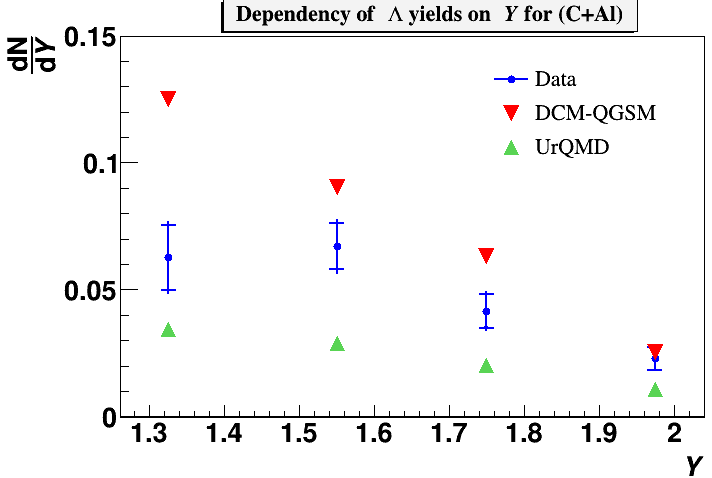 Dependency of Λ yields on Y for (C+Al)
dN
dY
0.15
0.1
0.05
0
Data
DCM-QGSM
UrQMD
1.3 1.4 1.5 1.6 1.7 1.8 1.9 2
Y